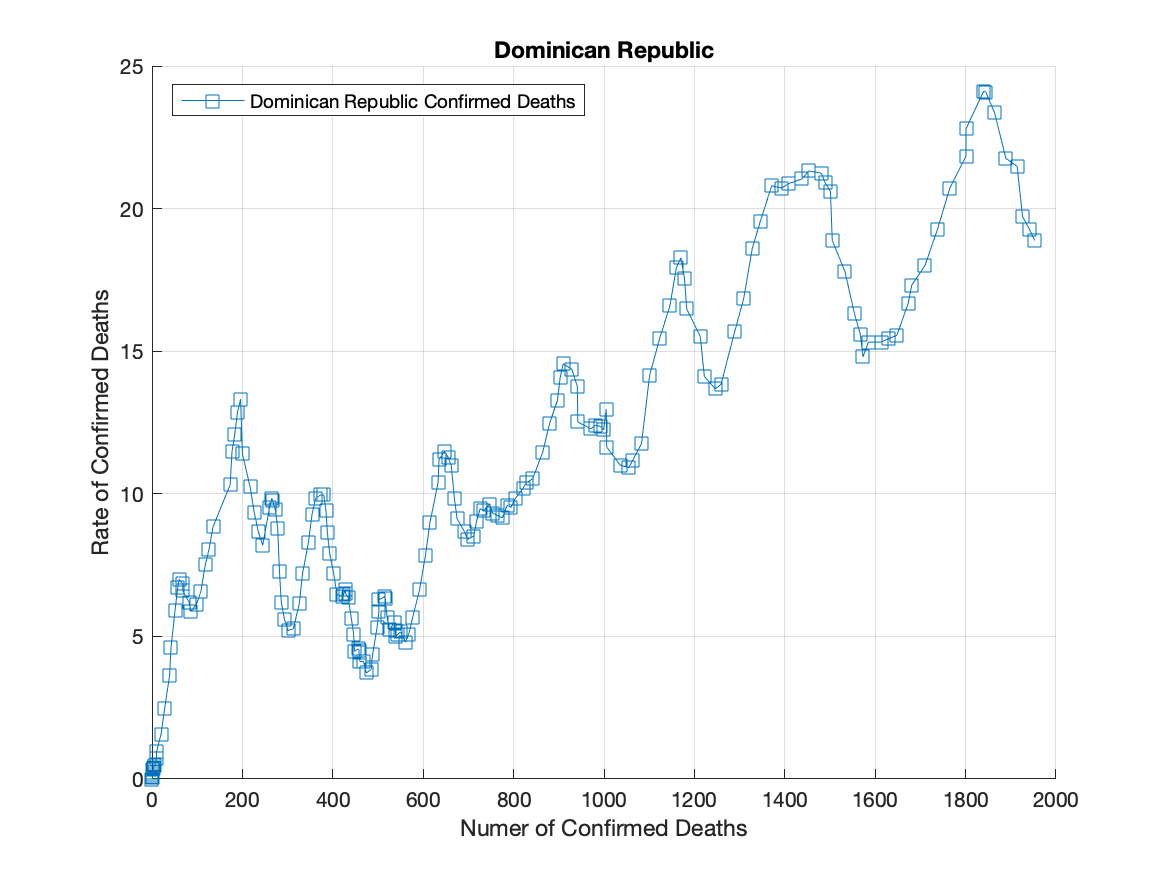 Dominican Republic
Dominican Republic Confirmed Deaths
25
20
15
10
5
0
Rate of Confirmed Deaths
0 200 400 600 800 1000 1200 1400 1600 1800 2000
Numer of Confirmed Deaths